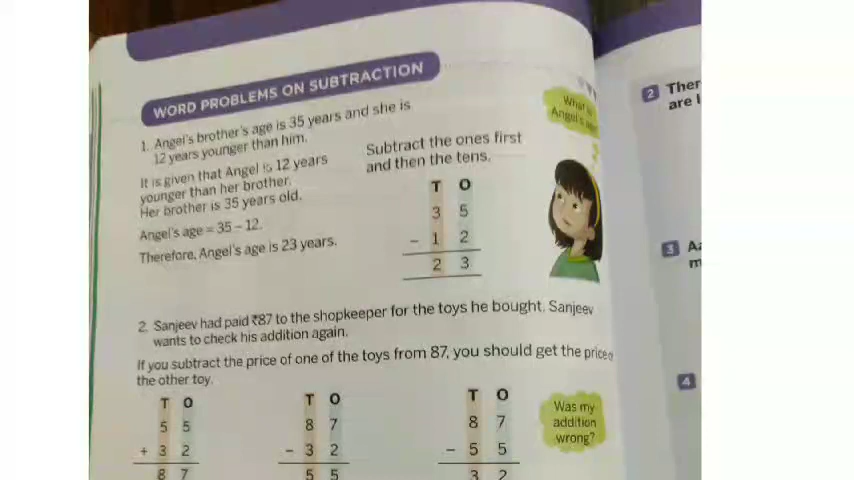 WORD PROBLEMS ON SUBTRACTION
1. Angel's brother's age is 35 years and she is
12 years younger than him.
It is given that Angel is 12 years
younger than her brother.
Her brother is 35 years old.
Angel's age = 35 – 12.
Therefore, Angel's age is 23 years.
Subtract the ones first
and then the tens.
T O
3 5
– 1 2
2 3
What is
Angel's
2. Sanjeev had paid ₹87 to the shopkeeper for the toys he bought. Sanjeev
wants to check his addition again.
If you subtract the price of one of the toys from 87, you should get the price
the other toy.
T O
5 5
+ 3 2
8 7
T O
8 7
– 3 2
5 5
T O
8 7
– 5 5
3 2
Was my
addition
wrong?
2 Ther
are
3
4